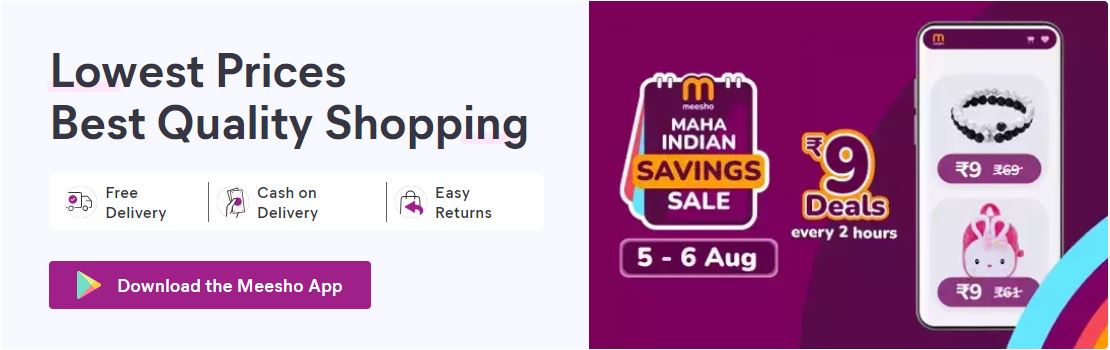 Lowest Prices
Best Quality Shopping
Free
Delivery
Cash on
Delivery
Easy
Returns
Download the Meesho App
meesho
MAHA
INDIAN
SAVINGS
SALE
5 - 6 Aug
₹9
Deals
every 2 hours
₹9 ₹69
₹9 ₹61